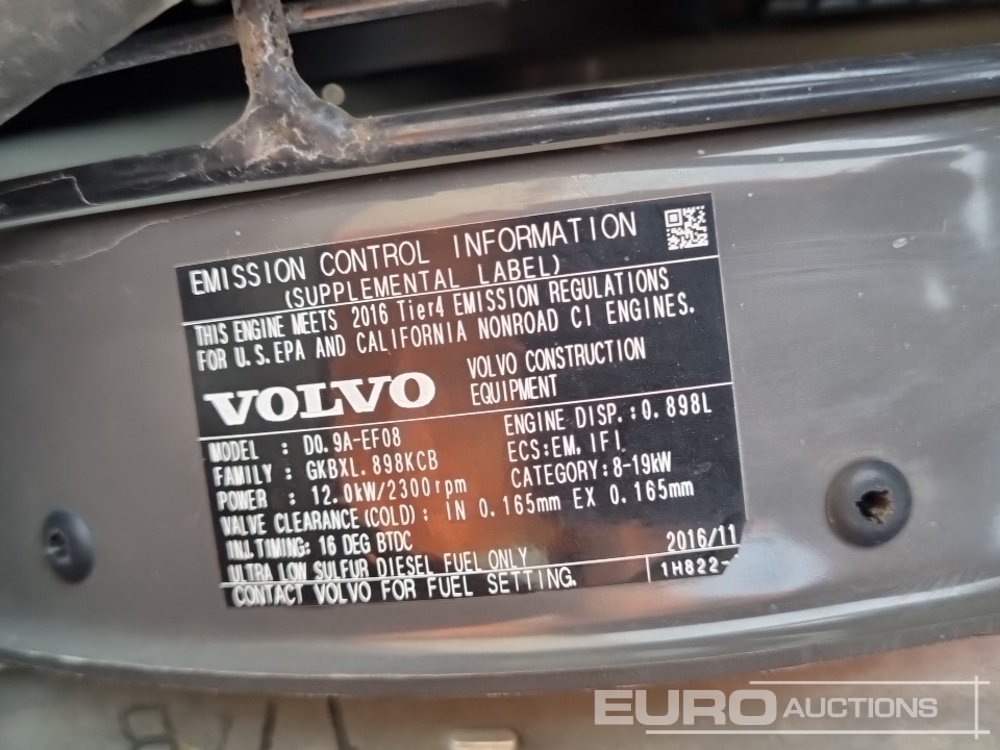 EMISSION CONTROL INFORMATION
(SUPPLEMENTAL LABEL)
THIS ENGINE MEETS 2016 Tier4 EMISSION REGULATIONS
FOR U.S.EPA AND CALIFORNIA NONROAD CI ENGINES.
VOLVO
VOLVO CONSTRUCTION
EQUIPMENT
MODEL : D0.9A-EF08
ENGINE DISP.:0.898L
FAMILY : GKBXL.898KCB
ECS:EM, IFI
POWER : 12.0kW/2300rpm
CATEGORY:8-19kW
VALVE CLEARANCE(COLD): IN 0.165mm EX 0.165mm
INJ.TIMING: 16 DEG BTDC
2016/11
ULTRA LOW SULFUR DIESEL FUEL ONLY
CONTACT VOLVO FOR FUEL SETTING.
1H822-
EURO AUCTIONS